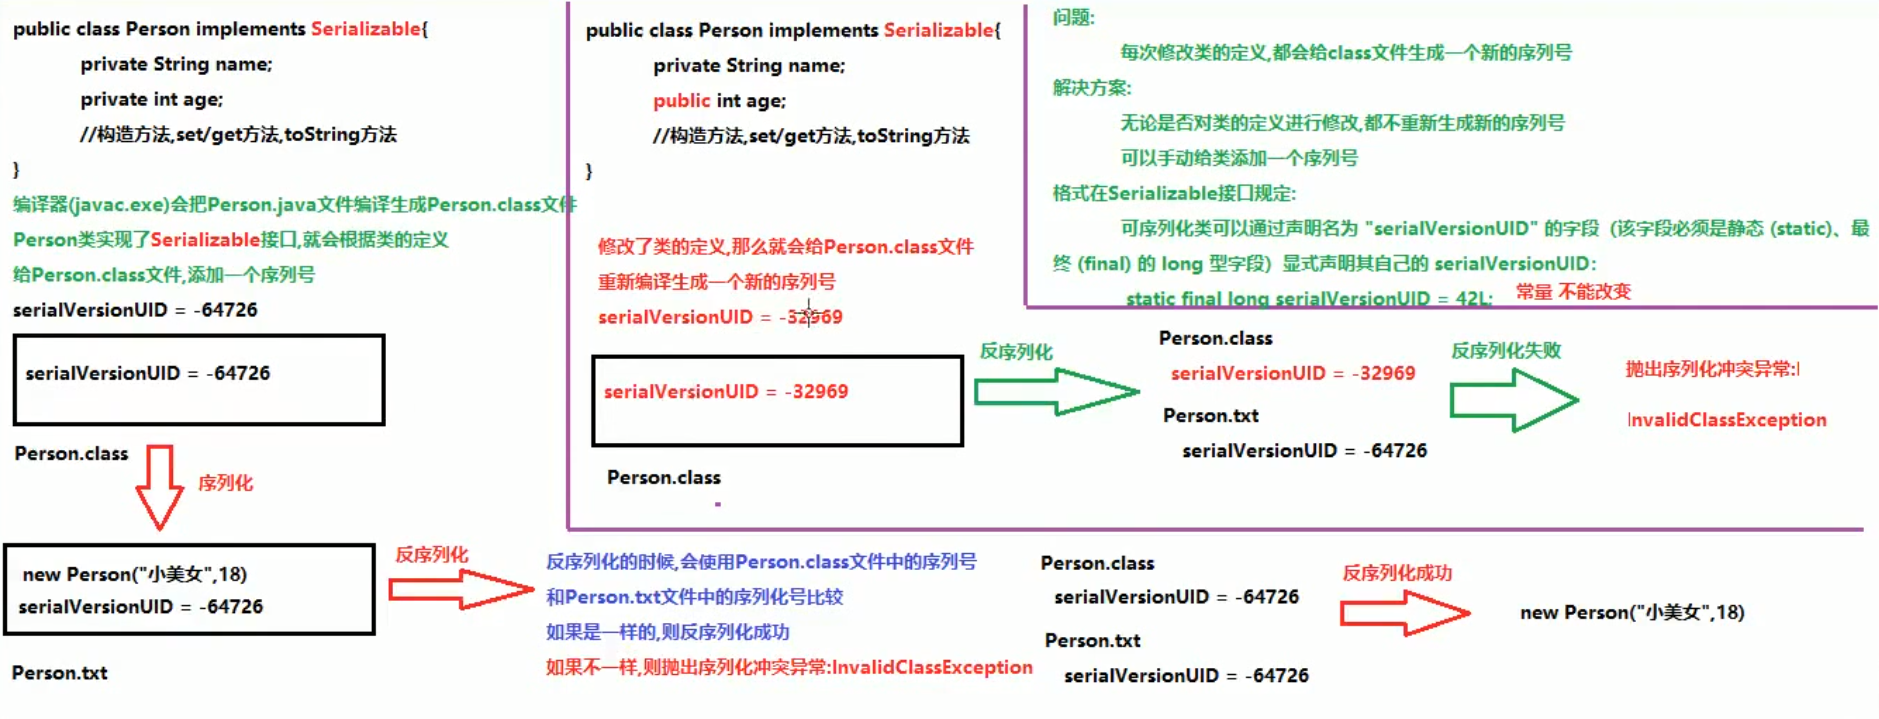 public class Person implements Serializable{
private String name;
private int age;
//构造方法,set/get方法,toString方法
}
编译器(javac.exe)会把Person.java文件编译生成Person.class文件
Person类实现了Serializable接口,就会根据类的定义
给Person.class文件,添加一个序列号
serialVersionUID = -64726
serialVersionUID = -64726
Person.class
序列化
new Person("小美女",18)
serialVersionUID = -64726
Person.txt
反序列化
反序列化的时候,会使用Person.class文件中的序列号
和Person.txt文件中的序列化号比较
如果是一样的,则反序列化成功
如果不一样,则抛出序列化冲突异常:InvalidClassException
Person.class
serialVersionUID = -64726
Person.txt
serialVersionUID = -64726
反序列化成功
new Person("小美女",18)
public class Person implements Serializable{
private String name;
public int age;
//构造方法,set/get方法,toString方法
}
修改了类的定义,那么就会给Person.class文件
重新编译生成一个新的序列号
serialVersionUID = -32969
serialVersionUID = -32969
Person.class
反序列化
Person.class
serialVersionUID = -32969
Person.txt
serialVersionUID = -64726
反序列化失败
抛出序列化冲突异常:
InvalidClassException
问题:
每次修改类的定义,都会给class文件生成一个新的序列号
解决方案:
无论是否对类的定义进行修改,都不重新生成新的序列号
可以手动给类添加一个序列号
格式在Serializable接口规定:
可序列化类可以通过声明名为 "serialVersionUID" 的字段（该字段必须是静态 (static)、最
终 (final) 的 long 型字段）显式声明其自己的 serialVersionUID：
static final long serialVersionUID = 42L; 常量 不能改变